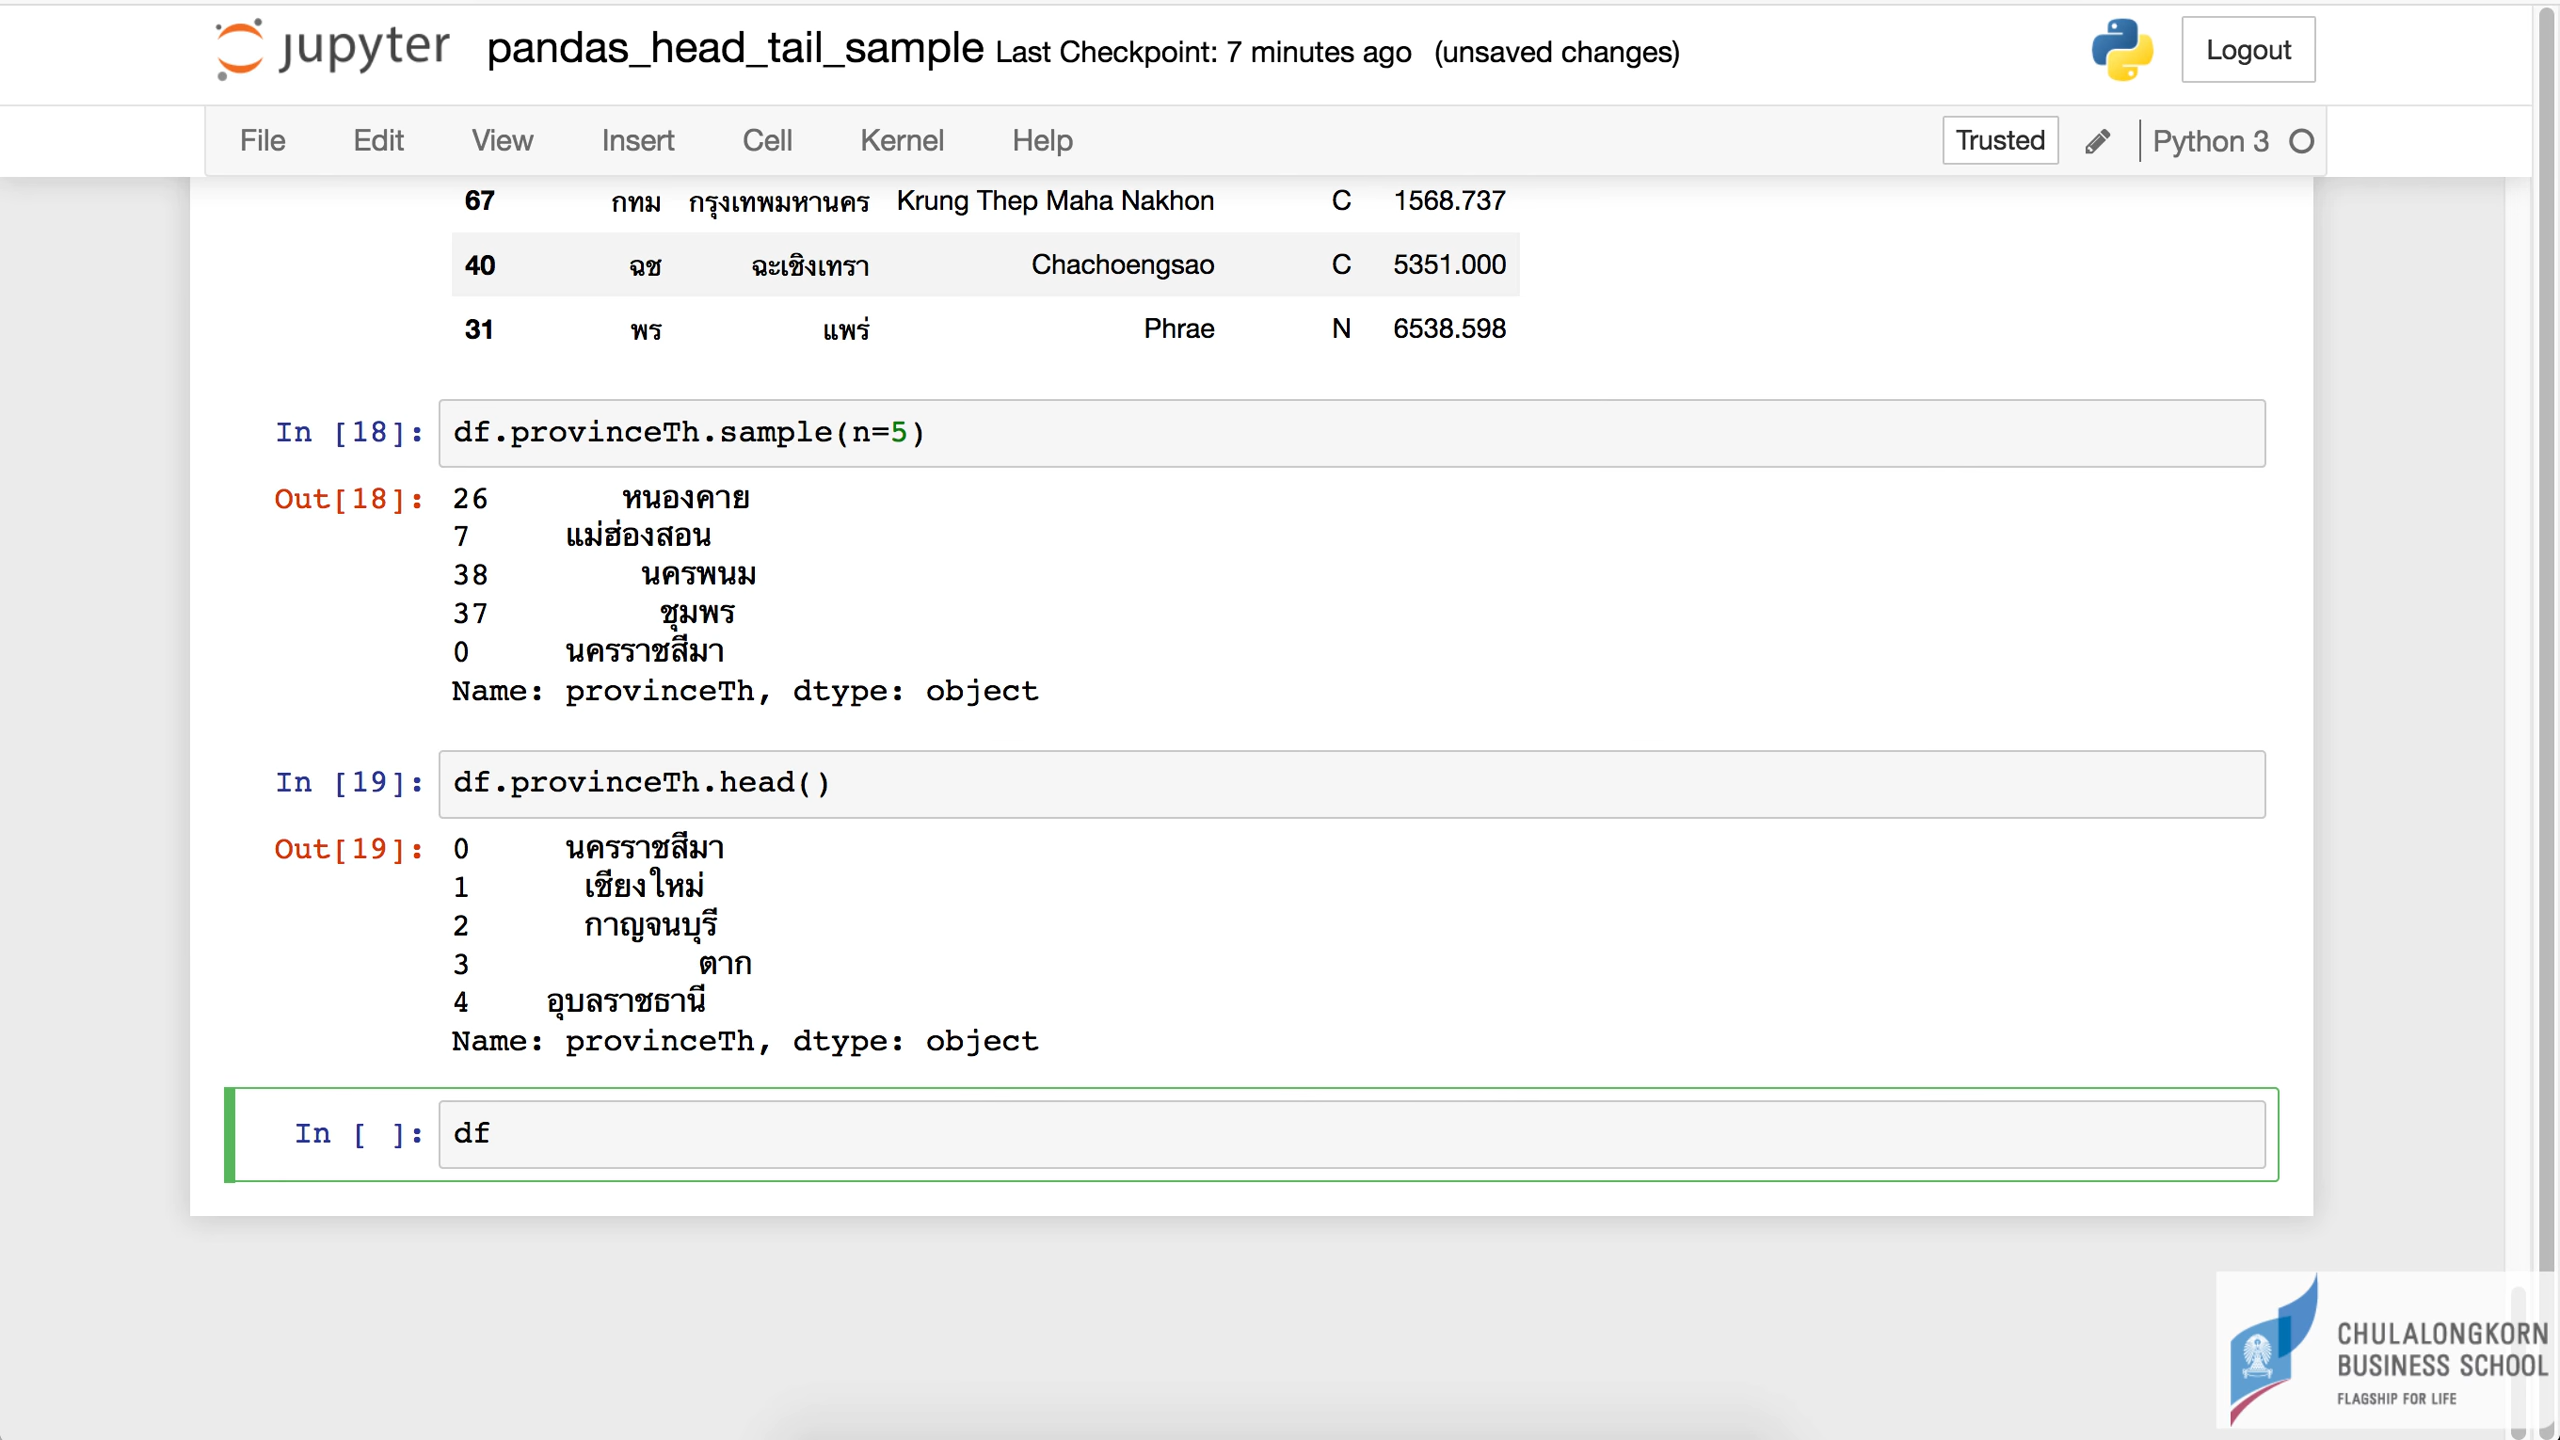 jupyter pandas_head_tail_sample Last Checkpoint: 7 minutes ago (unsaved changes) Logout
File Edit View Insert Cell Kernel Help Trusted Python 3
67 กทม กรุงเทพมหานคร Krung Thep Maha Nakhon C 1568.737
40 ฉช ฉะเชิงเทรา Chachoengsao C 5351.000
31 พร แพร่ Phrae N 6538.598
In [18]: df.provinceTh.sample(n=5)
Out[18]: 26 หนองคาย
7 แม่ฮ่องสอน
38 นครพนม
37 ชุมพร
0 นครราชสีมา
Name: provinceTh, dtype: object
In [19]: df.provinceTh.head()
Out[19]: 0 นครราชสีมา
1 เชียงใหม่
2 กาญจนบุรี
3 ตาก
4 อุบลราชธานี
Name: provinceTh, dtype: object
In [ ]: df
CHULALONGKORN
BUSINESS SCHOOL
FLAGSHIP FOR LIFE